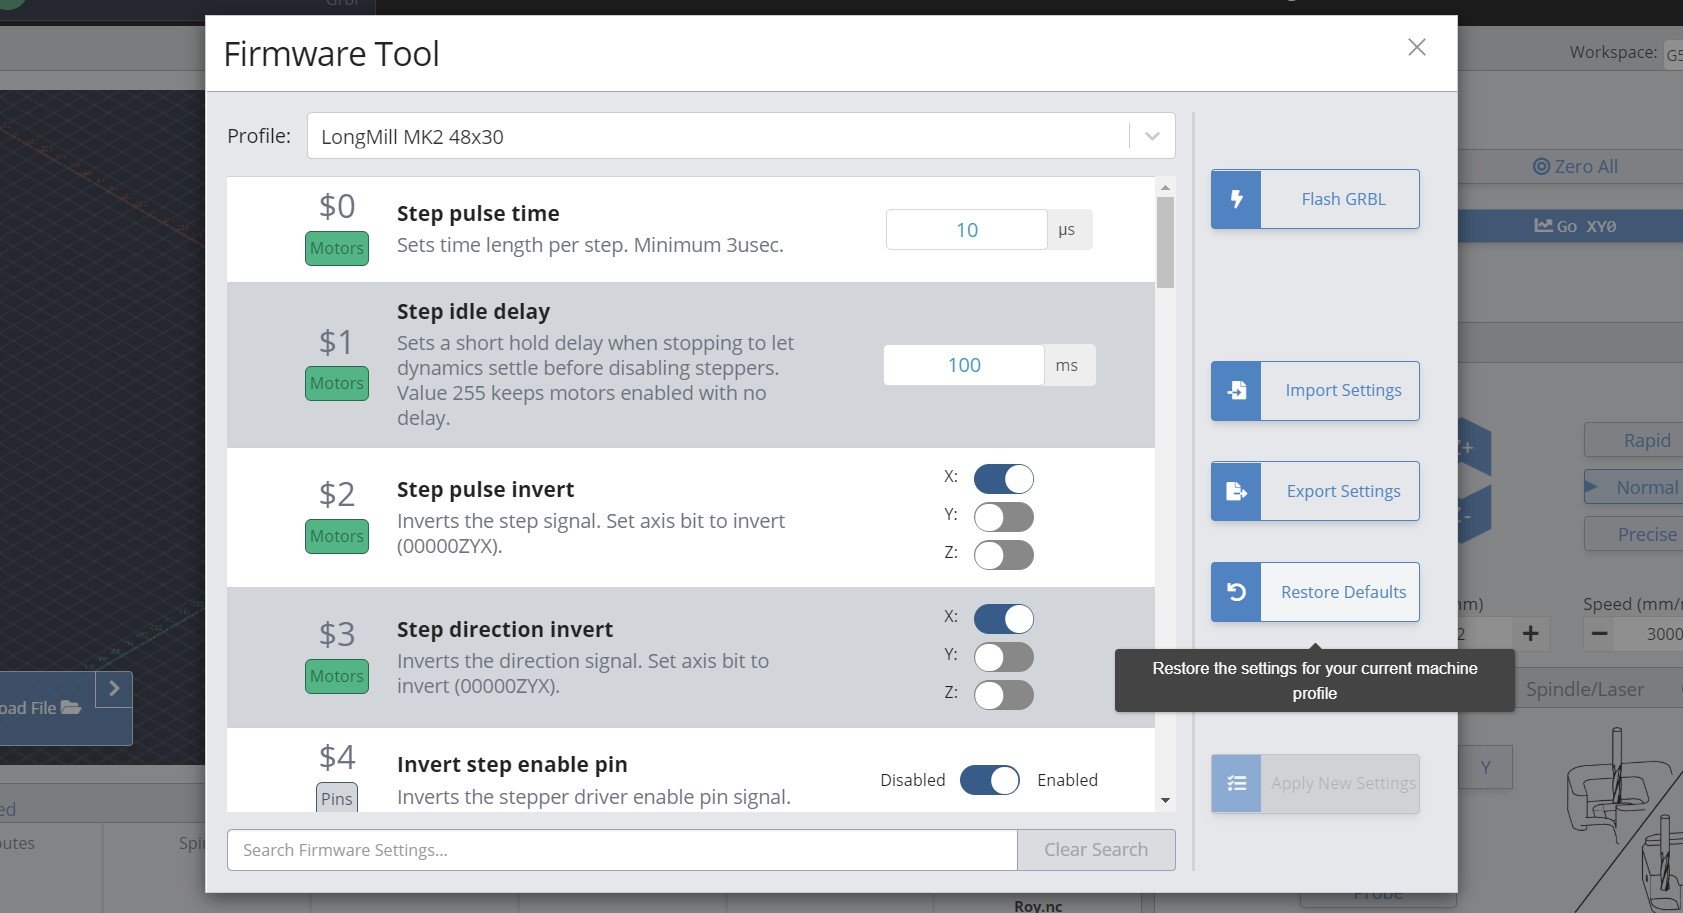 Grbl
Firmware Tool
Workspace:
G5
Profile:
LongMill MK2 48x30
$0
Motors
Step pulse time
Sets time length per step. Minimum 3usec.
10
µs
$1
Motors
Step idle delay
Sets a short hold delay when stopping to let
dynamics settle before disabling steppers.
Value 255 keeps motors enabled with no
delay.
100
ms
$2
Motors
Step pulse invert
Inverts the step signal. Set axis bit to invert
(00000ZYX).
X:
Y:
Z:
$3
Motors
Step direction invert
Inverts the direction signal. Set axis bit to
invert (00000ZYX).
X:
Y:
Z:
$4
Pins
Invert step enable pin
Inverts the stepper driver enable pin signal.
Disabled
Enabled
Search Firmware Settings...
Clear Search
Flash GRBL
Import Settings
Export Settings
Restore Defaults
Restore the settings for your current machine
profile
Apply New Settings
Zero All
Go XY0
Z+
Z-
Rapid
Normal
Precise
mm)
Speed (mm/
2
3000
Spindle/Laser
Y
Probe
oad File
ed
outes
Spi
Roy.nc